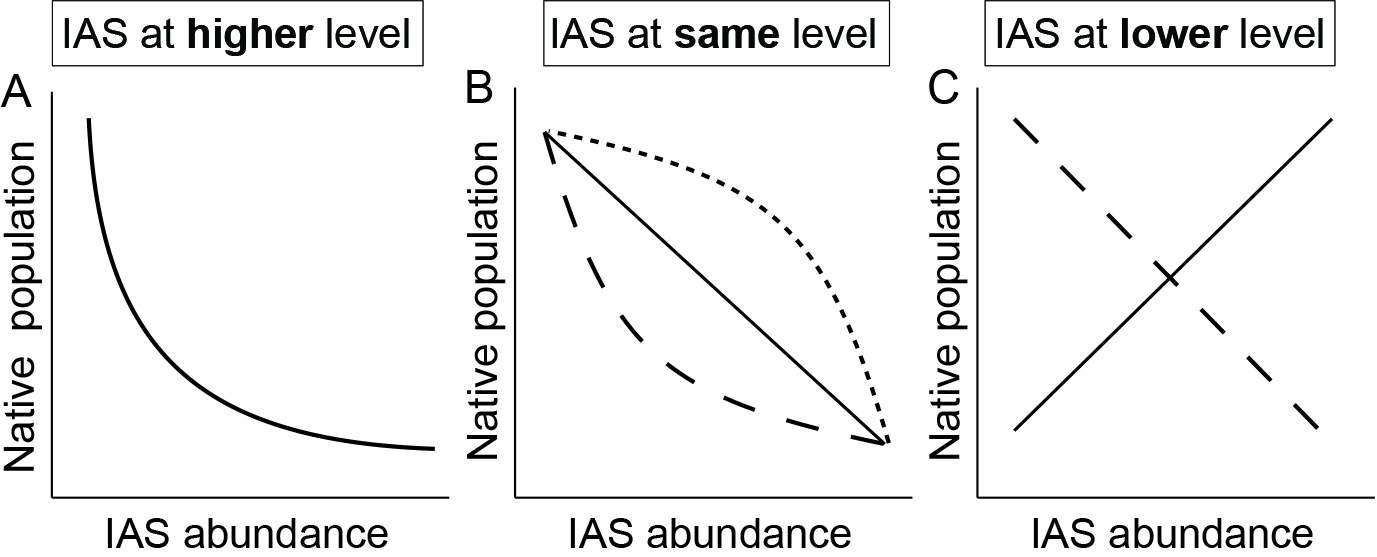 IAS at higher level
IAS at same level
IAS at lower level
A
B
C
Native population
Native population
Native population
IAS abundance
IAS abundance
IAS abundance